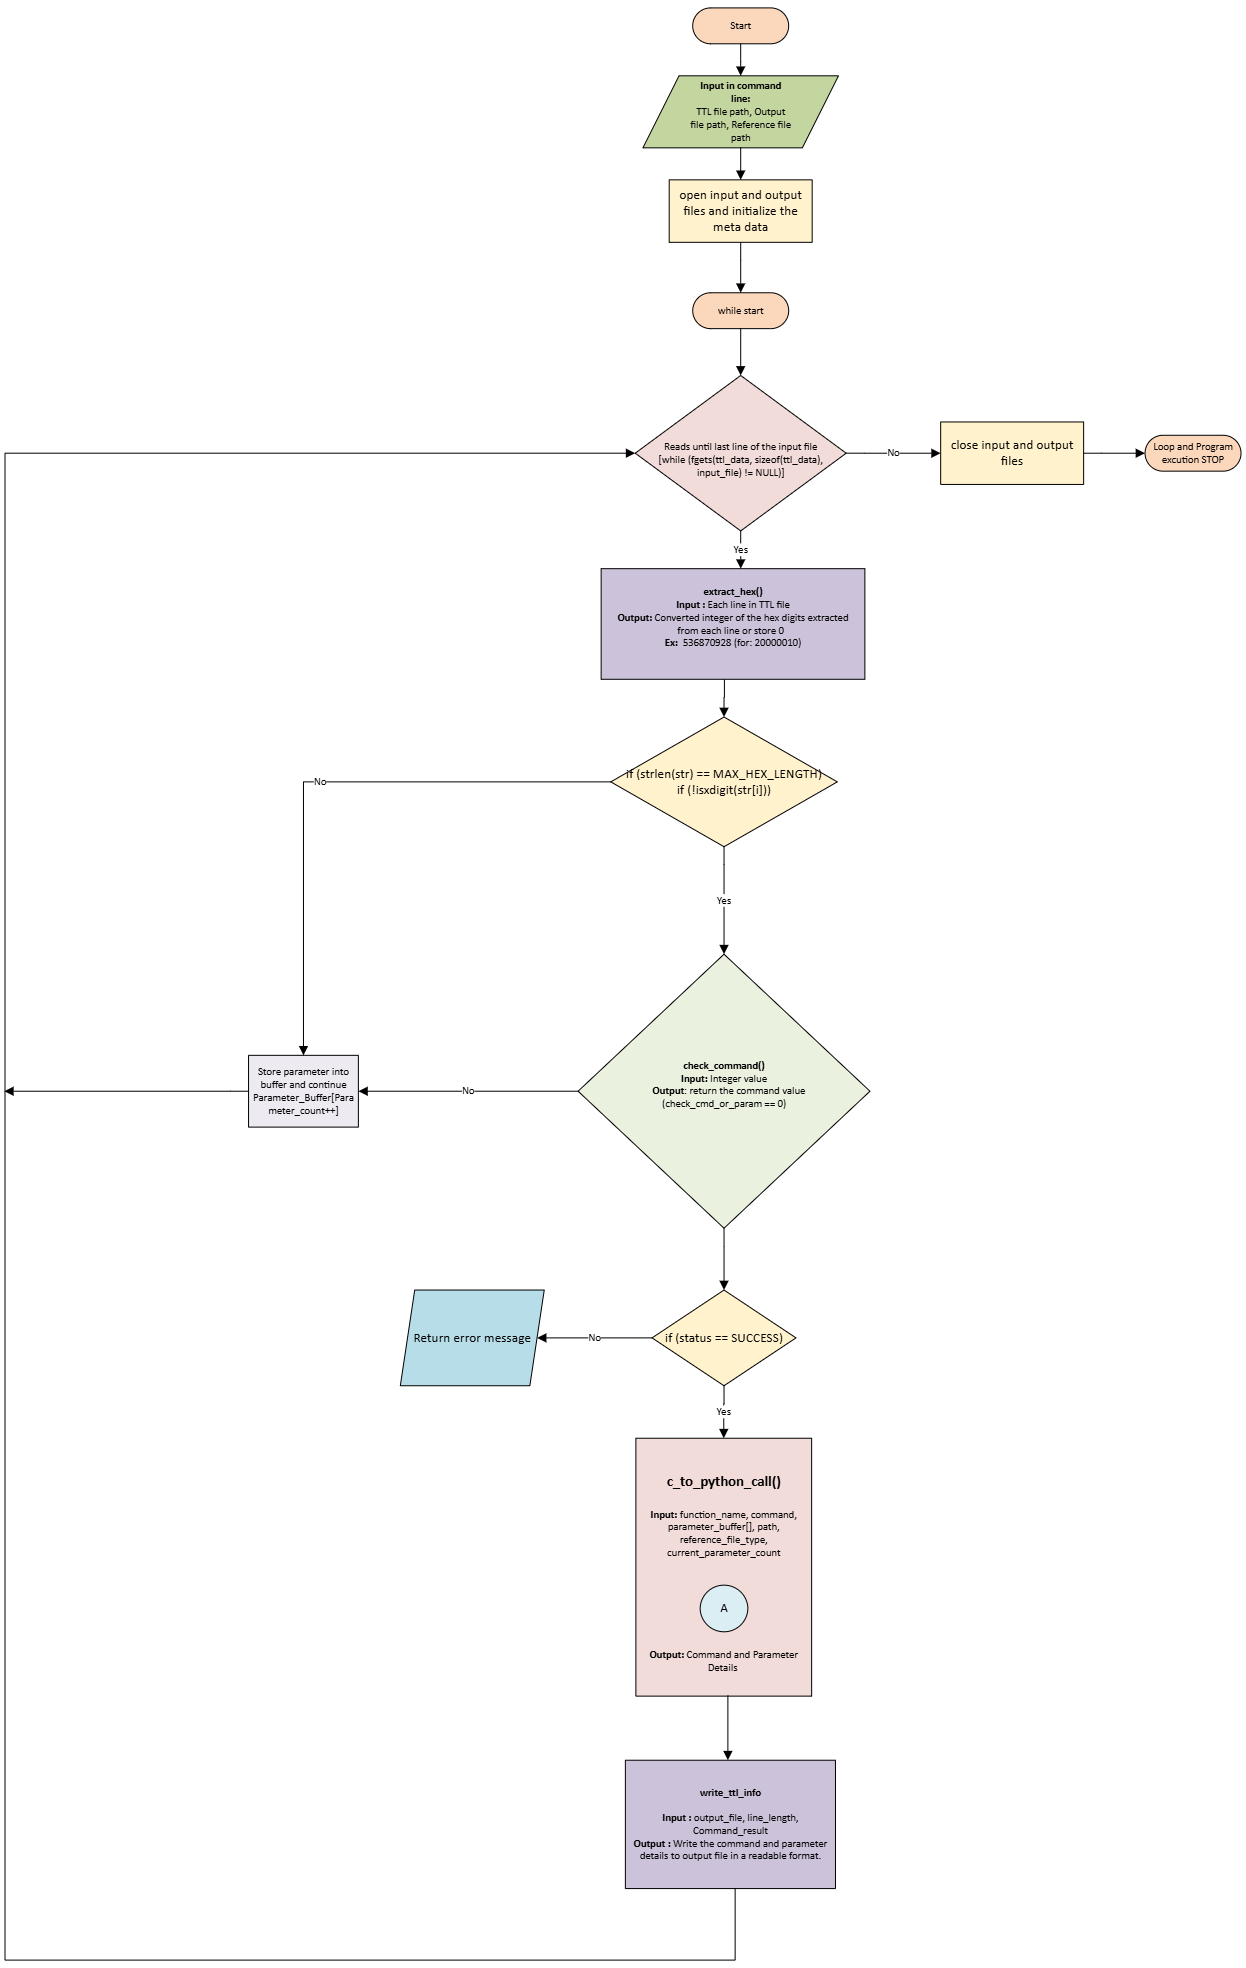 Start
Input in command
line:
TTL file path, Output
file path, Reference file
path
open input and output
files and initialize the
meta data
while start
Reads until last line of the input file
[while (fgets(ttl_data, sizeof(ttl_data),
input_file) != NULL)]
No
close input and output
files
Loop and Program
excution STOP
Yes
extract_hex()
Input : Each line in TTL file
Output: Converted integer of the hex digits extracted
from each line or store 0
Ex:  536870928 (for: 20000010)
if (strlen(str) == MAX_HEX_LENGTH)
if (!isxdigit(str[i]))
No
Yes
check_command()
Input: Integer value
Output: return the command value
(check_cmd_or_param == 0)
No
Store parameter into
buffer and continue
Parameter_Buffer[Para
meter_count++]
if (status == SUCCESS)
No
Return error message
Yes
c_to_python_call()
Input: function_name, command,
parameter_buffer[], path,
reference_file_type,
current_parameter_count
A
Output: Command and Parameter
Details
write_ttl_info
Input : output_file, line_length,
Command_result
Output : Write the command and parameter
details to output file in a readable format.